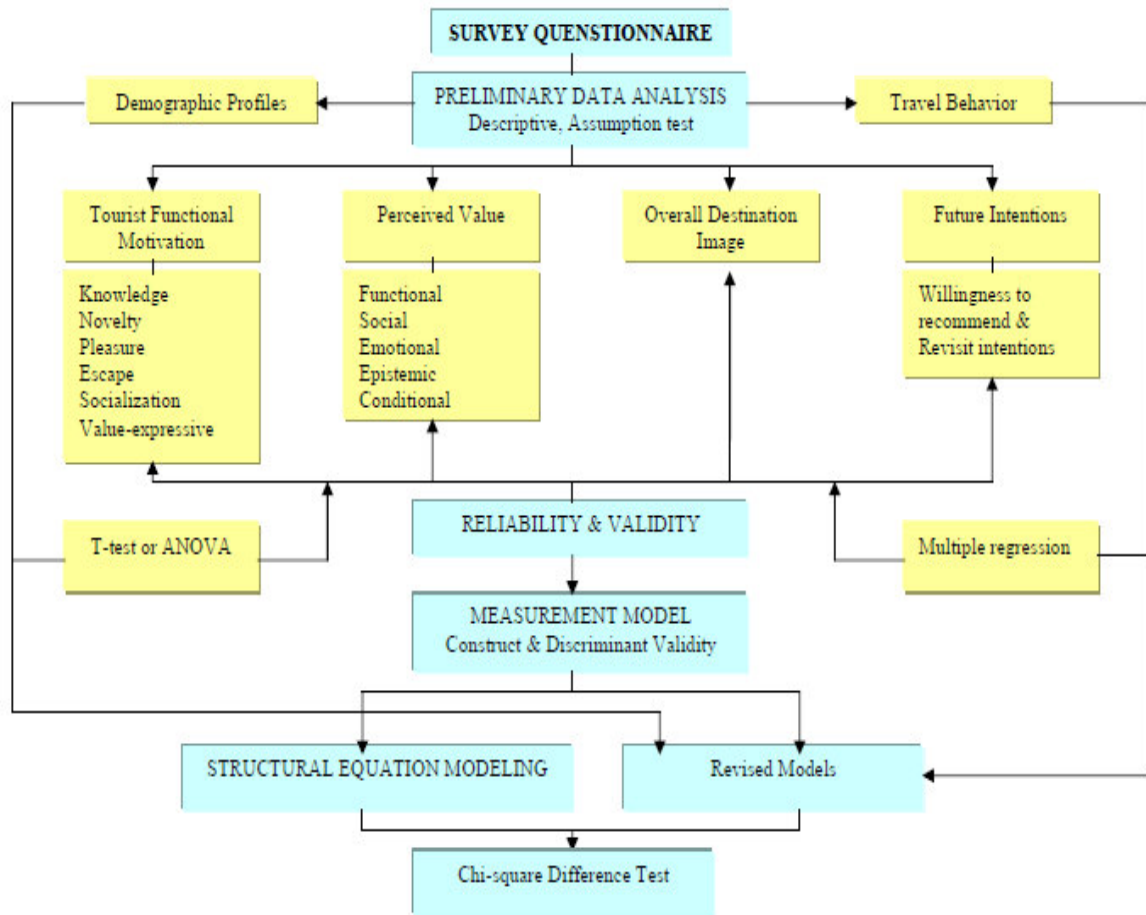 SURVEY QUENSTIONNAIRE
Demographic Profiles
PRELIMINARY DATA ANALYSIS
Descriptive, Assumption test
Travel Behavior
Tourist Functional
Motivation
Perceived Value
Overall Destination
Image
Future Intentions
Knowledge
Novelty
Pleasure
Escape
Socialization
Value-expressive
Functional
Social
Emotional
Epistemic
Conditional
Willingness to
recommend &
Revisit intentions
T-test or ANOVA
RELIABILITY & VALIDITY
Multiple regression
MEASUREMENT MODEL
Construct & Discriminant Validity
STRUCTURAL EQUATION MODELING
Revised Models
Chi-square Difference Test